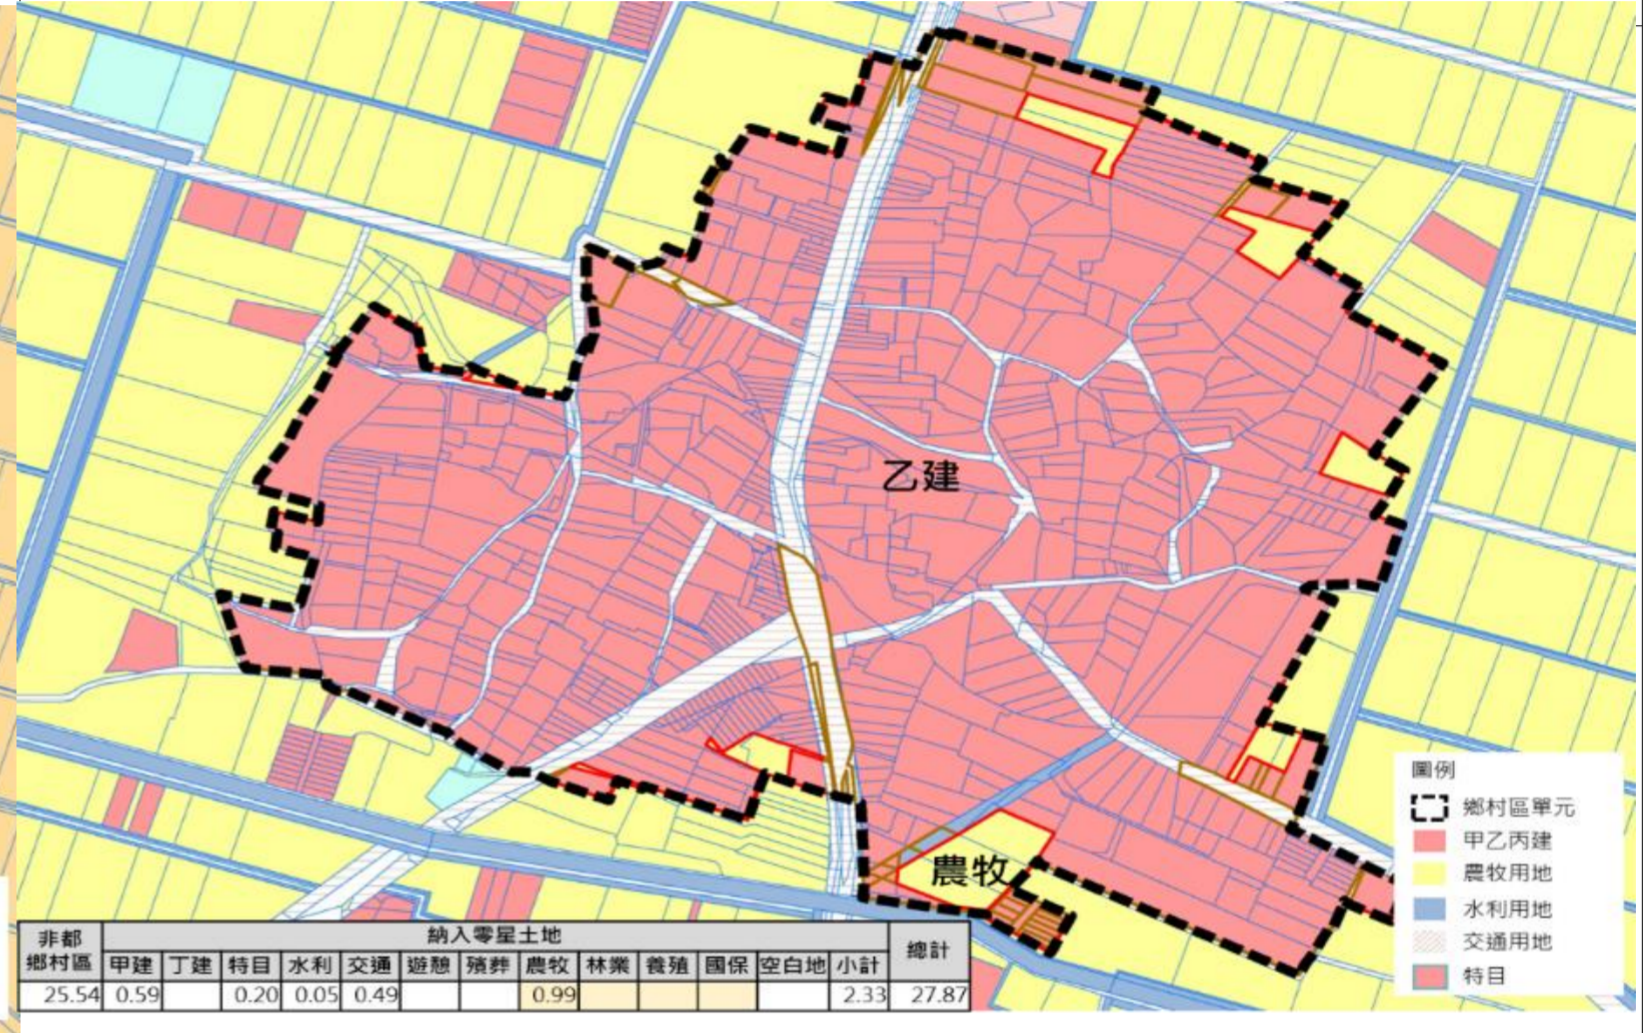 乙建
農牧
圖例
鄉村區單元
甲乙丙建
農牧用地
水利用地
交通用地
特目
非都鄉村區 納入零星土地 總計
甲建 丁建 特目 水利 交通 遊憩 殯葬 農牧 林業 養殖 國保 空白地 小計
25.54 0.59 0.20 0.05 0.49 0.99 2.33 27.87